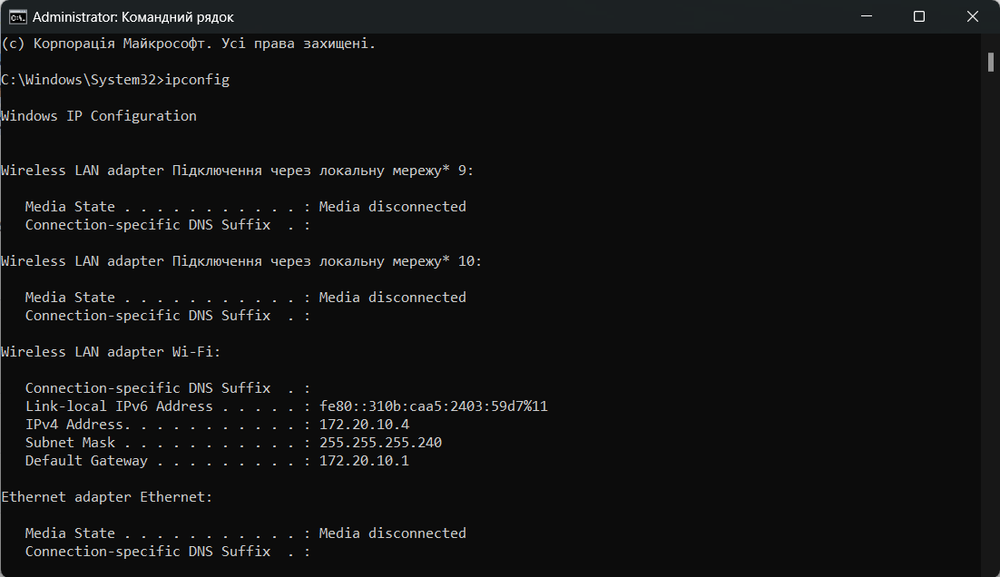 Administrator: Командний рядок
(c) Корпорація Майкрософт. Усі права захищені.
C:\Windows\System32>ipconfig
Windows IP Configuration
Wireless LAN adapter Підключення через локальну мережу* 9:
Media State . . . . . . . . . . . : Media disconnected
Connection-specific DNS Suffix  . :
Wireless LAN adapter Підключення через локальну мережу* 10:
Media State . . . . . . . . . . . : Media disconnected
Connection-specific DNS Suffix  . :
Wireless LAN adapter Wi-Fi:
Connection-specific DNS Suffix  . :
Link-local IPv6 Address . . . . . : fe80::310b:caa5:2403:59d7%11
IPv4 Address. . . . . . . . . . . : 172.20.10.4
Subnet Mask . . . . . . . . . . . : 255.255.255.240
Default Gateway . . . . . . . . . : 172.20.10.1
Ethernet adapter Ethernet:
Media State . . . . . . . . . . . : Media disconnected
Connection-specific DNS Suffix  . :